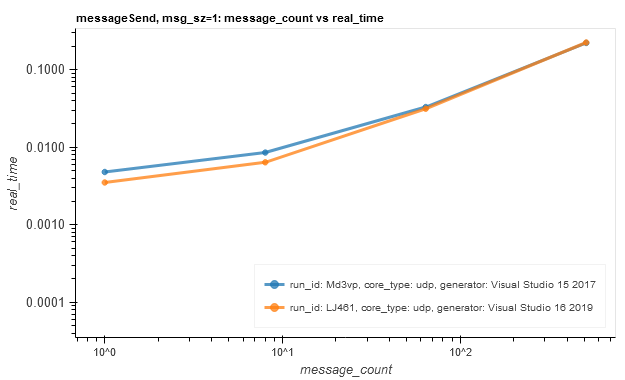 messageSend, msg_sz=1: message_count vs real_time
0.1000
0.0100
0.0010
0.0001
real_time
run_id: Md3vp, core_type: udp, generator: Visual Studio 15 2017
run_id: LJ461, core_type: udp, generator: Visual Studio 16 2019
10^0
10^1
10^2
message_count